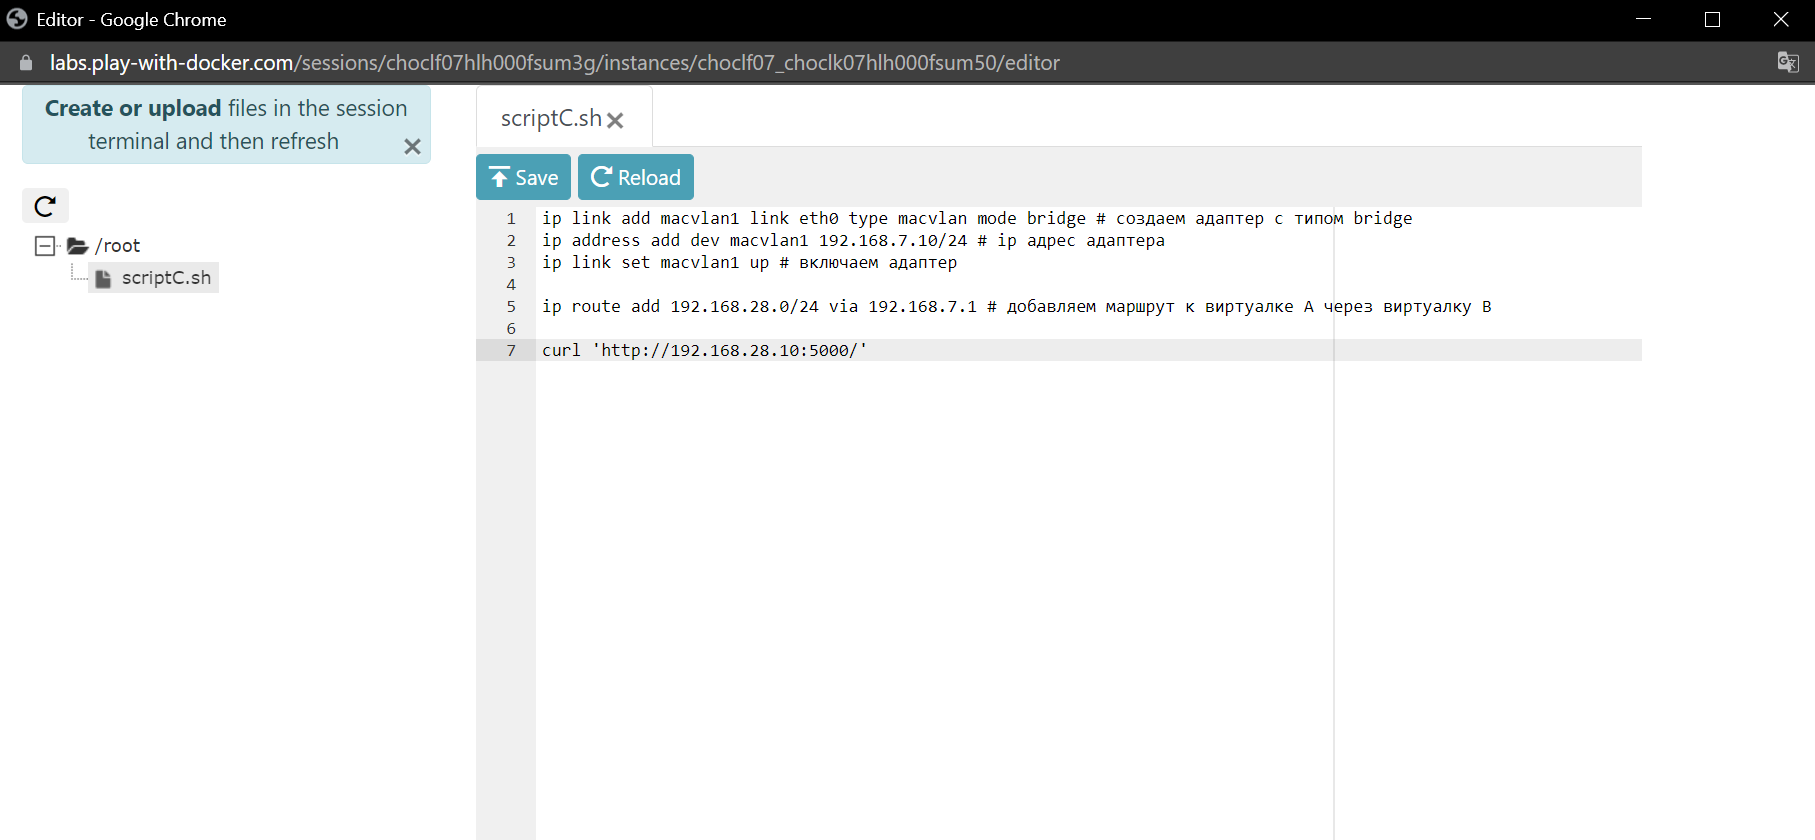 Editor - Google Chrome
labs.play-with-docker.com/sessions/choclf07hlh000fsum3g/instances/choclf07_choclk07hlh000fsum50/editor
Create or upload files in the session
terminal and then refresh
/root
scriptC.sh
scriptC.sh
Save
Reload
1 ip link add macvlan1 link eth0 type macvlan mode bridge # создаем адаптер с типом bridge
2 ip address add dev macvlan1 192.168.7.10/24 # ip адрес адаптера
3 ip link set macvlan1 up # включаем адаптер
4
5 ip route add 192.168.28.0/24 via 192.168.7.1 # добавляем маршрут к виртуалке A через виртуалку B
6
7 curl 'http://192.168.28.10:5000/'